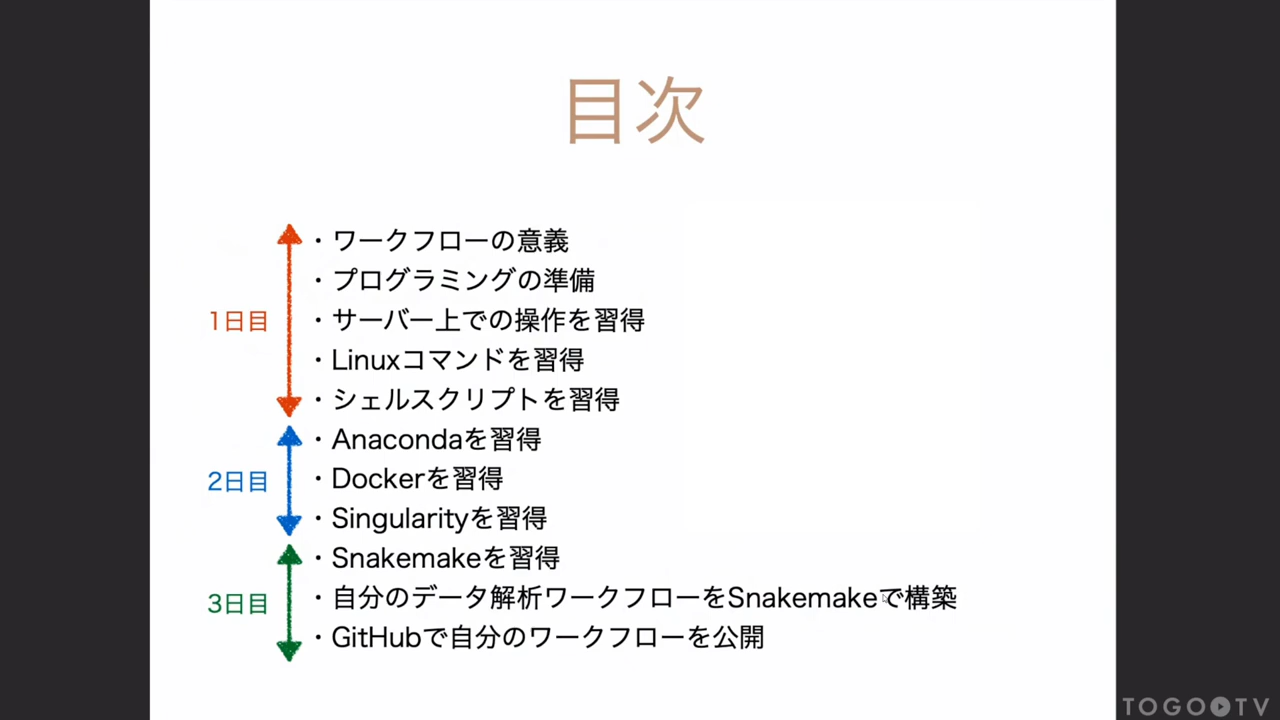 目次
1日目
・ワークフローの意義
・プログラミングの準備
・サーバー上での操作を習得
・Linuxコマンドを習得
・シェルスクリプトを習得
2日目
・Anacondaを習得
・Dockerを習得
・Singularityを習得
3日目
・Snakemakeを習得
・自分のデータ解析ワークフローをSnakemakeで構築
・GitHubで自分のワークフローを公開
TOGOTV